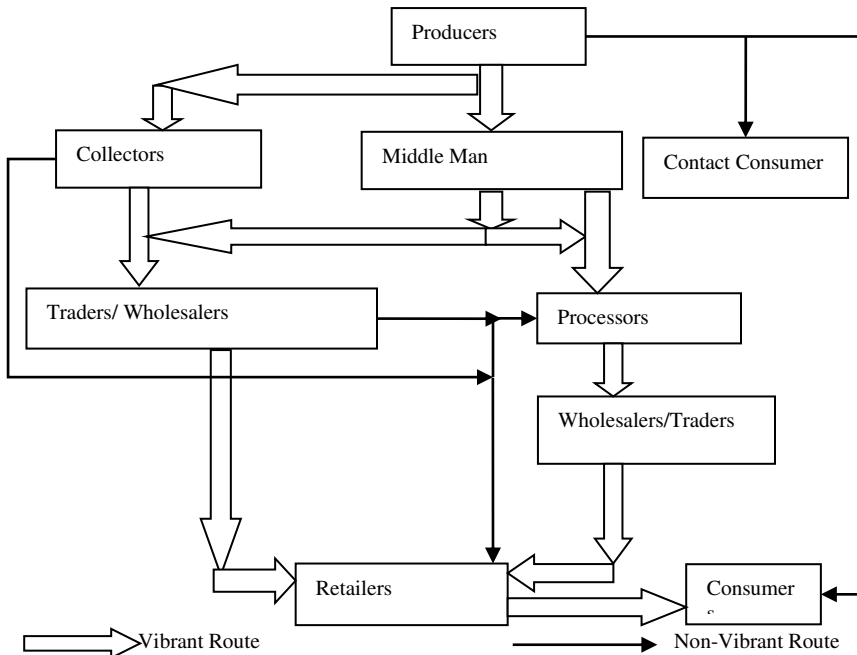 Producers
Collectors
Middle Man
Contact Consumer
Traders/ Wholesalers
Processors
Wholesalers/Traders
Retailers
Consumer
s
Vibrant Route
Non-Vibrant Route